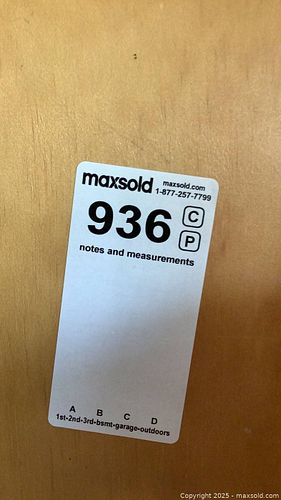 maxsold maxsold.com
1-877-257-7799
936 C
P
notes and measurements
A B C D
1st-2nd-3rd-bsmt-garage-outdoors
Copyright 2025 - maxsold.com